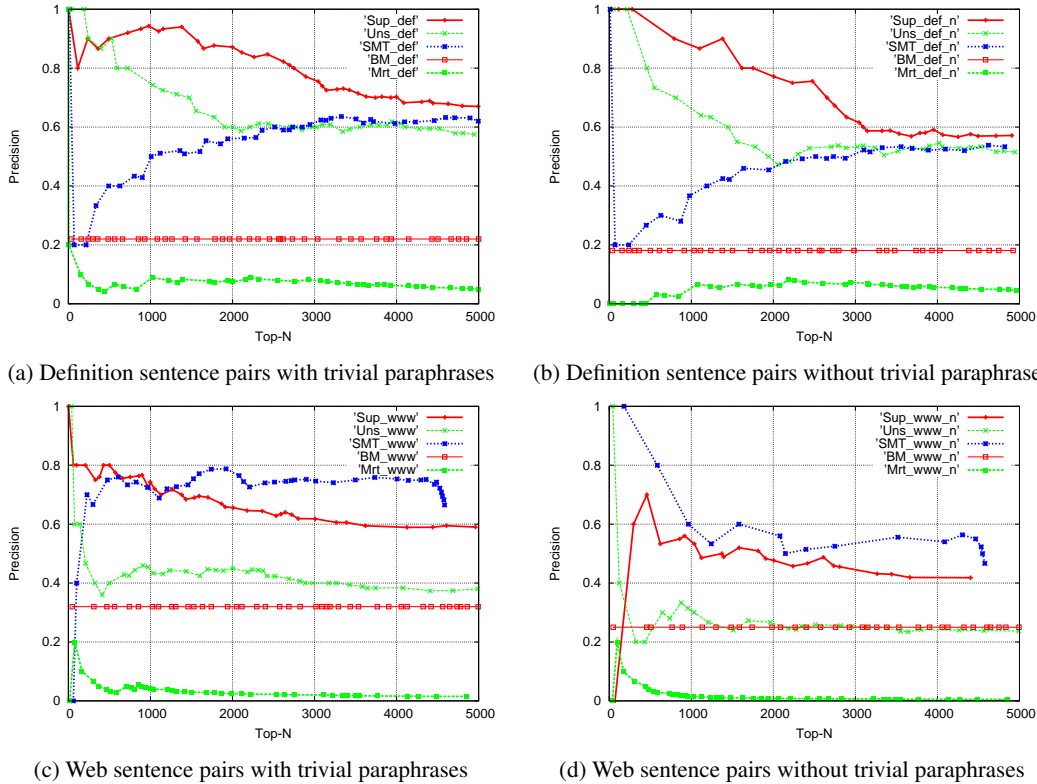 'Sup_def'
'Uns_def'
'SMT_def'
'BM_def'
'Mrt_def'
1
0.8
0.6
0.4
0.2
0
Precision
0 1000 2000 3000 4000 5000
Top-N
(a) Definition sentence pairs with trivial paraphrases
'Sup_def_n'
'Uns_def_n'
'SMT_def_n'
'BM_def_n'
'Mrt_def_n'
1
0.8
0.6
0.4
0.2
0
Precision
0 1000 2000 3000 4000 5000
Top-N
(b) Definition sentence pairs without trivial paraphrase
'Sup_www'
'Uns_www'
'SMT_www'
'BM_www'
'Mrt_www'
1
0.8
0.6
0.4
0.2
0
Precision
0 1000 2000 3000 4000 5000
Top-N
(c) Web sentence pairs with trivial paraphrases
'Sup_www_n'
'Uns_www_n'
'SMT_www_n'
'BM_www_n'
'Mrt_www_n'
1
0.8
0.6
0.4
0.2
0
Precision
0 1000 2000 3000 4000 5000
Top-N
(d) Web sentence pairs without trivial paraphrases